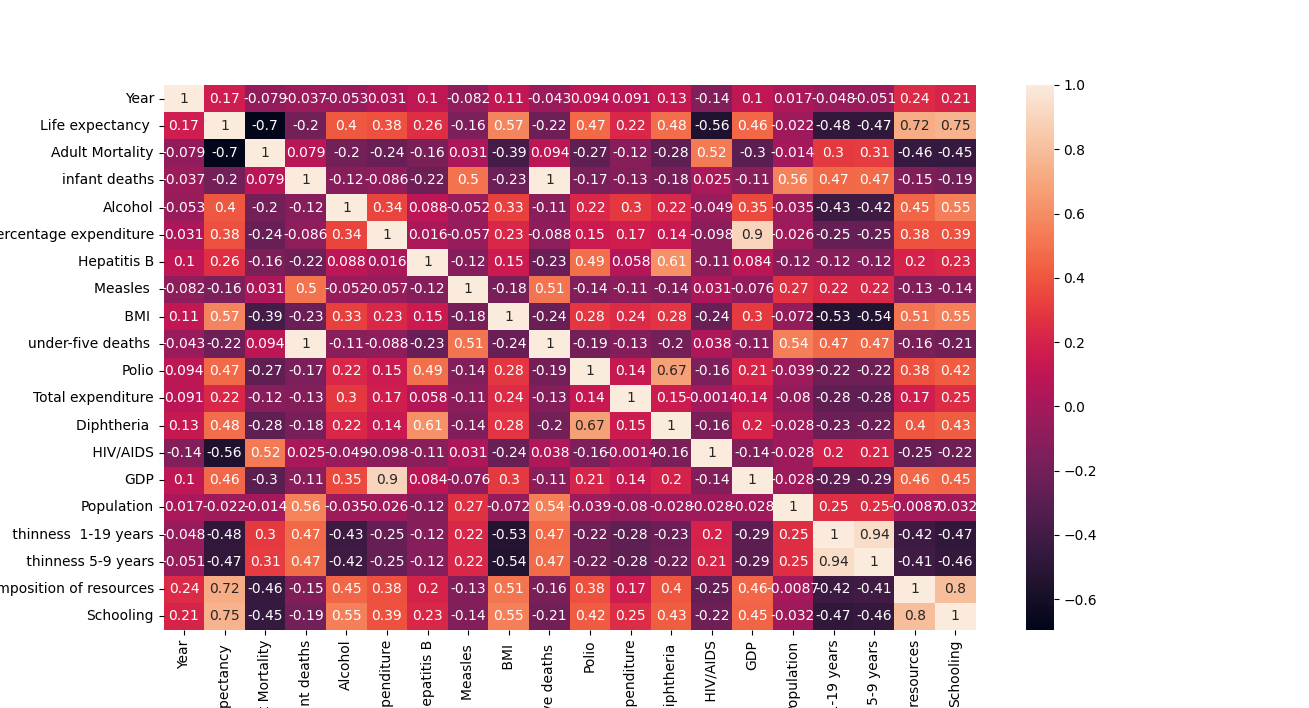 Year 1 0.17 -0.079 -0.037 -0.053 0.031 0.1 -0.082 0.11 -0.043 0.094 0.091 0.13 -0.14 0.1 0.017 -0.048 -0.051 0.24 0.21
Life expectancy 0.17 1 -0.7 -0.2 0.4 0.38 0.26 -0.16 0.57 -0.22 0.47 0.22 0.48 -0.56 0.46 -0.022 -0.48 -0.47 0.72 0.75
Adult Mortality -0.079 -0.7 1 0.079 -0.2 -0.24 -0.16 0.031 -0.39 0.094 -0.27 -0.12 -0.28 0.52 -0.3 -0.014 0.3 0.31 -0.46 -0.45
infant deaths -0.037 -0.2 0.079 1 -0.12 -0.086 -0.22 0.5 -0.23 1 -0.17 -0.13 -0.18 0.025 -0.11 0.56 0.47 0.47 -0.15 -0.19
Alcohol -0.053 0.4 -0.2 -0.12 1 0.34 0.088 -0.052 0.33 -0.11 0.22 0.3 0.22 -0.049 0.35 -0.035 -0.43 -0.42 0.45 0.55
ercentage expenditure 0.031 0.38 -0.24 -0.086 0.34 1 0.016 -0.057 0.23 -0.088 0.15 0.17 0.14 -0.098 0.9 -0.026 -0.25 -0.25 0.38 0.39
Hepatitis B 0.1 0.26 -0.16 -0.22 0.088 0.016 1 -0.12 0.15 -0.23 0.49 0.058 0.61 -0.11 0.084 -0.12 -0.12 -0.12 0.2 0.23
Measles -0.082 -0.16 0.031 0.5 -0.052 -0.057 -0.12 1 -0.18 0.51 -0.14 -0.11 -0.14 0.031 -0.076 0.27 0.22 0.22 -0.13 -0.14
BMI 0.11 0.57 -0.39 -0.23 0.33 0.23 0.15 -0.18 1 -0.24 0.28 0.24 0.28 -0.24 0.3 -0.072 -0.53 -0.54 0.51 0.55
under-five deaths -0.043 -0.22 0.094 1 -0.11 -0.088 -0.23 0.51 -0.24 1 -0.19 -0.13 -0.2 0.038 -0.11 0.54 0.47 0.47 -0.16 -0.21
Polio 0.094 0.47 -0.27 -0.17 0.22 0.15 0.49 -0.14 0.28 -0.19 1 0.14 0.67 -0.16 0.21 -0.039 -0.22 -0.22 0.38 0.42
Total expenditure 0.091 0.22 -0.12 -0.13 0.3 0.17 0.058 -0.11 0.24 -0.13 0.14 1 0.15 -0.0014 0.14 -0.08 -0.28 -0.28 0.17 0.25
Diphtheria 0.13 0.48 -0.28 -0.18 0.22 0.14 0.61 -0.14 0.28 -0.2 0.67 0.15 1 -0.16 0.2 -0.028 -0.23 -0.22 0.4 0.43
HIV/AIDS -0.14 -0.56 0.52 0.025 -0.049 -0.098 -0.11 0.031 -0.24 0.038 -0.16 -0.0014 -0.16 1 -0.14 -0.028 0.2 0.21 -0.25 -0.22
GDP 0.1 0.46 -0.3 -0.11 0.35 0.9 0.084 -0.076 0.3 -0.11 0.21 0.14 0.2 -0.14 1 -0.028 -0.29 -0.29 0.46 0.45
Population 0.017 -0.022 -0.014 0.56 -0.035 -0.026 -0.12 0.27 -0.072 0.54 -0.039 -0.08 -0.028 -0.028 -0.028 1 0.25 0.25 -0.0087 -0.032
thinness 1-19 years -0.048 -0.48 0.3 0.47 -0.43 -0.25 -0.12 0.22 -0.53 0.47 -0.22 -0.28 -0.23 0.2 -0.29 0.25 1 0.94 -0.42 -0.47
thinness 5-9 years -0.051 -0.47 0.31 0.47 -0.42 -0.25 -0.12 0.22 -0.54 0.47 -0.22 -0.28 -0.22 0.21 -0.29 0.25 0.94 1 -0.41 -0.46
mposition of resources 0.24 0.72 -0.46 -0.15 0.45 0.38 0.2 -0.13 0.51 -0.16 0.38 0.17 0.4 -0.25 0.46 -0.0087 -0.42 -0.41 1 0.8
Schooling 0.21 0.75 -0.45 -0.19 0.55 0.39 0.23 -0.14 0.55 -0.21 0.42 0.25 0.43 -0.22 0.45 -0.032 -0.47 -0.46 0.8 1
Year
pectancy
Mortality
nt deaths
Alcohol
penditure
epatitis B
Measles
BMI
ve deaths
Polio
penditure
iphtheria
HIV/AIDS
GDP
opulation
-19 years
5-9 years
resources
Schooling
1.0
0.8
0.6
0.4
0.2
0.0
−0.2
−0.4
−0.6